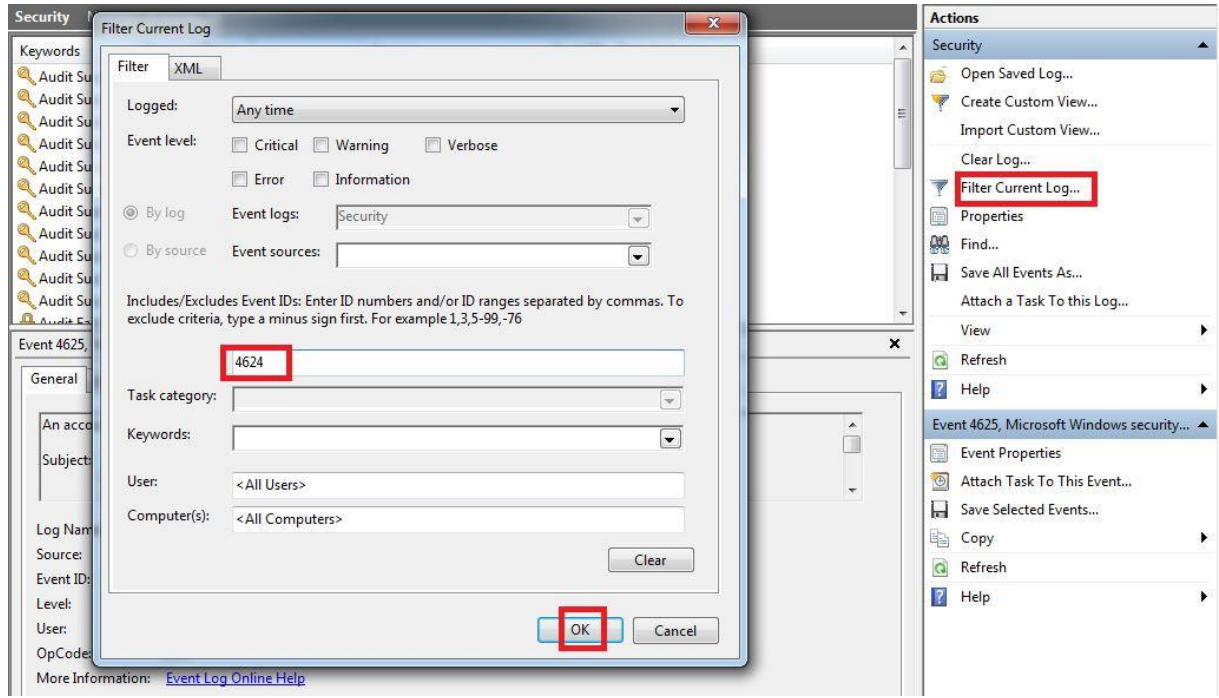 Security
Keywords
Audit Su
Audit Su
Audit Su
Audit Su
Audit Su
Audit Su
Audit Su
Audit Su
Audit Su
Audit Su
Audit Su
Event 4625,
General
An acco
Subject:
Log Nam
Source:
Event ID:
Level:
User:
OpCode:
More Information: Event Log Online Help
Filter Current Log
Filter XML
Logged: Any time
Event level: Critical Warning Verbose
Error Information
By log Event logs: Security
By source Event sources:
Includes/Excludes Event IDs: Enter ID numbers and/or ID ranges separated by commas. To
exclude criteria, type a minus sign first. For example 1,3,5-99,-76
4624
Task category:
Keywords:
User: <All Users>
Computer(s): <All Computers>
Clear
OK Cancel
Actions
Security
Open Saved Log...
Create Custom View...
Import Custom View...
Clear Log...
Filter Current Log...
Properties
Find...
Save All Events As...
Attach a Task To this Log...
View
Refresh
Help
Event 4625, Microsoft Windows security...
Event Properties
Attach Task To This Event...
Save Selected Events...
Copy
Refresh
Help